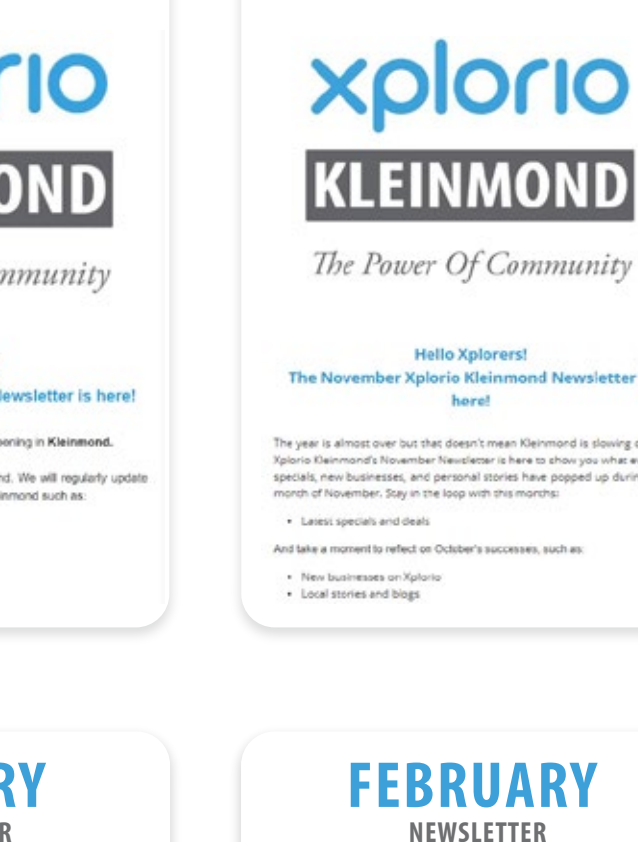 rio
OND
mmunity
ewsletter is here!
ening in Kleinmond.
nd. We will regularly update
inmond such as:
xplorio
KLEINMOND
The Power Of Community
Hello Xplorers!
The November Xplorio Kleinmond Newsletter
here!
The year is almost over but that doesn't mean Kleinmond is slowing
Xplorio Kleinmond's November Newsletter is here to show you what
specials, new businesses, and personal stories have popped up durin
month of November. Stay in the loop with this months:
• Latest specials and deals
And take a moment to reflect on October's successes, such as:
• New businesses on Xplorio
• Local stories and blogs
RY
R
FEBRUARY
NEWSLETTER